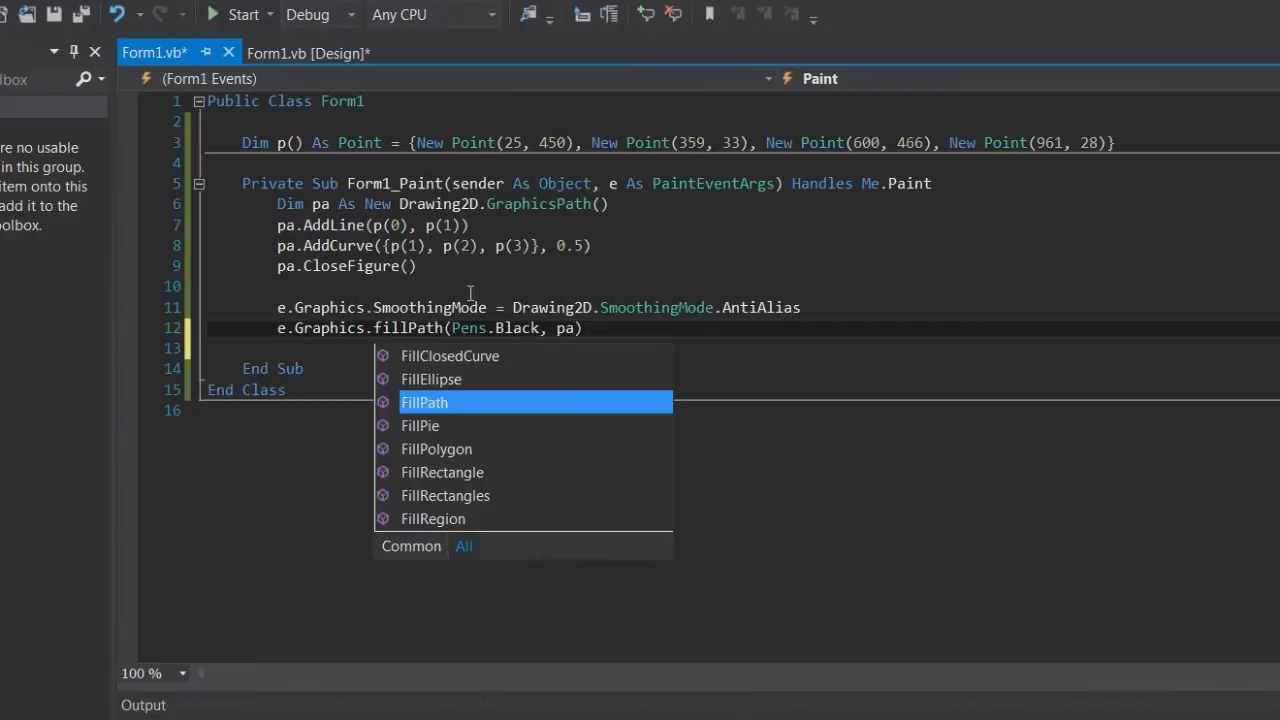 Start Debug Any CPU
Form1.vb* Form1.vb [Design]*
lbox (Form1 Events) Paint
1 Public Class Form1
2
3 Dim p() As Point = {New Point(25, 450), New Point(359, 33), New Point(600, 466), New Point(961, 28)}
4
5 Private Sub Form1_Paint(sender As Object, e As PaintEventArgs) Handles Me.Paint
6 Dim pa As New Drawing2D.GraphicsPath()
7 pa.AddLine(p(0), p(1))
8 pa.AddCurve({p(1), p(2), p(3)}, 0.5)
9 pa.CloseFigure()
10
11 e.Graphics.SmoothingMode = Drawing2D.SmoothingMode.AntiAlias
12 e.Graphics.fillPath(Pens.Black, pa)
13
14 End Sub
15 End Class
16
re no usable
in this group.
item onto this
add it to the
oolbox.
FillClosedCurve
FillEllipse
FillPath
FillPie
FillPolygon
FillRectangle
FillRectangles
FillRegion
Common All
100 %
Output